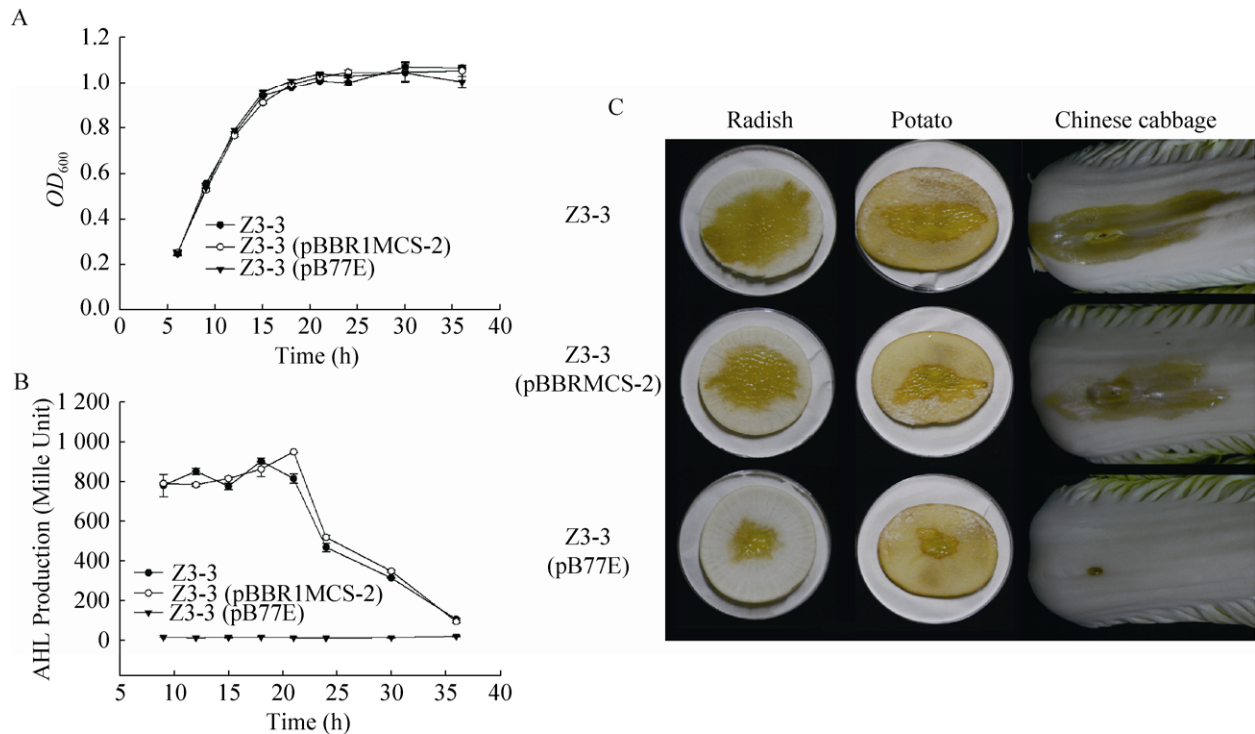 A
1.2
1.0
0.8
0.6
0.4
0.2
0.0
OD600
Z3-3
Z3-3 (pBBR1MCS-2)
Z3-3 (pB77E)
0 5 10 15 20 25 30 35 40
Time (h)
B
1 200
1 000
800
600
400
200
0
AHL Production (Mille Unit)
Z3-3
Z3-3 (pBBR1MCS-2)
Z3-3 (pB77E)
5 10 15 20 25 30 35 40
Time (h)
C
Radish Potato Chinese cabbage
Z3-3
Z3-3
(pBBRMCS-2)
Z3-3
(pB77E)